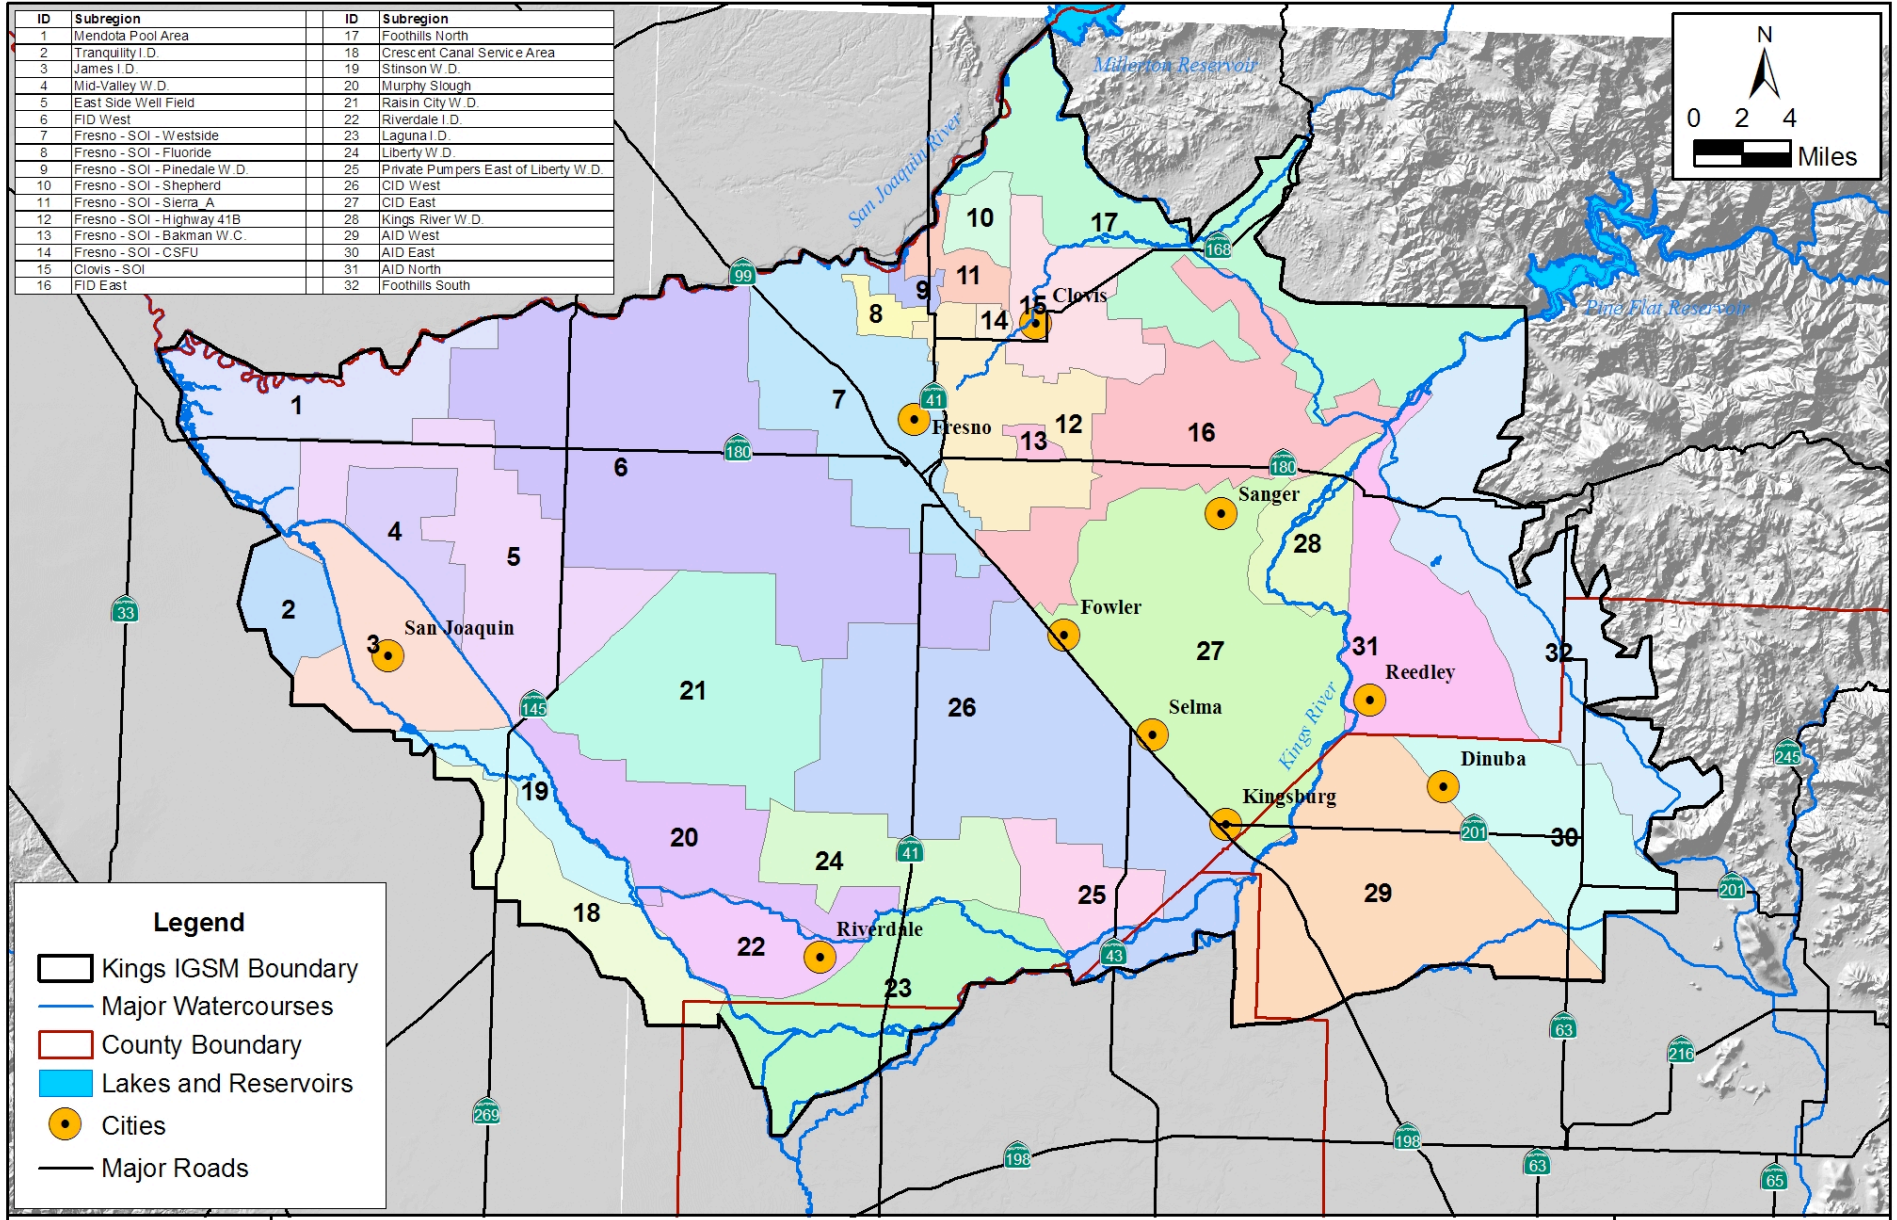 ID Subregion ID Subregion
1 Mendota Pool Area 17 Foothills North
2 Tranquility I.D. 18 Crescent Canal Service Area
3 James I.D. 19 Stinson W.D.
4 Mid-Valley W.D. 20 Murphy Slough
5 East Side Well Field 21 Raisin City W.D.
6 FID West 22 Riverdale I.D.
7 Fresno - SOI - Westside 23 Laguna I.D.
8 Fresno - SOI - Fluoride 24 Liberty W.D.
9 Fresno - SOI - Pinedale W.D. 25 Private Pumpers East of Liberty W.D.
10 Fresno - SOI - Shepherd 26 CID West
11 Fresno - SOI - Sierra_A 27 CID East
12 Fresno - SOI - Highway 41B 28 Kings River W.D.
13 Fresno - SOI - Bakman W.C. 29 AID West
14 Fresno - SOI - CSFU 30 AID East
15 Clovis - SOI 31 AID North
16 FID East 32 Foothills South
N
0 2 4
Miles
Millerton Reservoir
San Joaquin River
10
17
168
99
11
9
15
Clovis
Pine Flat Reservoir
8
14
1
7
41
Fresno
12
13
16
180
6
180
Sanger
4
5
28
2
33
Fowler
3
San Joaquin
27
31
32
Reedley
21
145
26
Selma
Kings River
245
Dinuba
19
Kingsburg
20
24
41
201
30
25
29
201
18
Riverdale
22
43
23
63
216
269
198
198
63
65
Legend
Kings IGSM Boundary
Major Watercourses
County Boundary
Lakes and Reservoirs
Cities
Major Roads